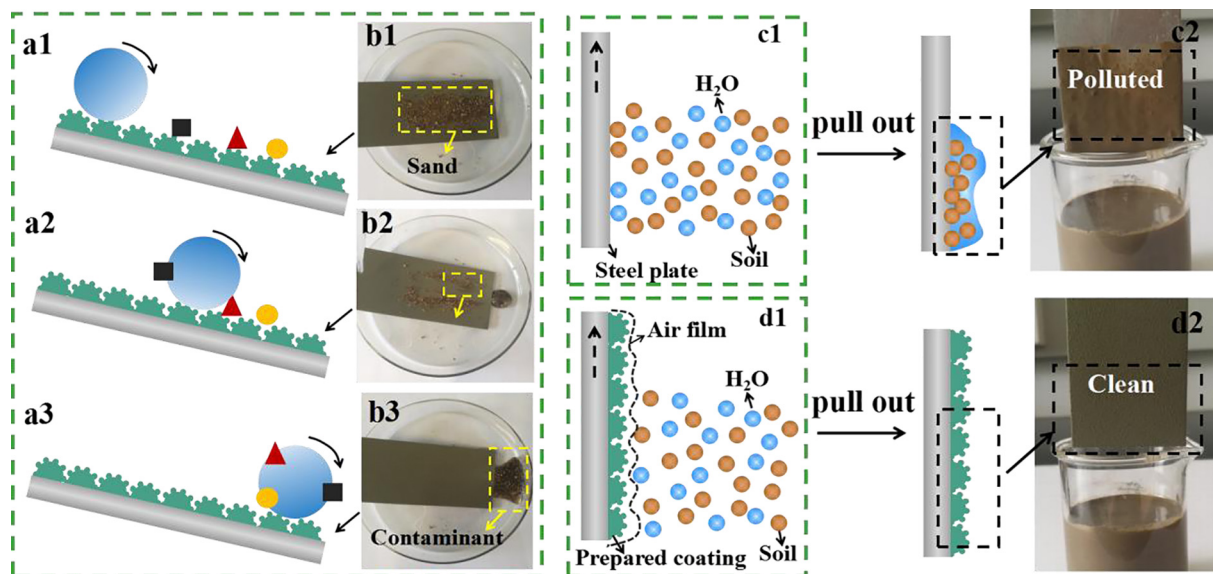 a1
b1
Sand
a2
b2
a3
b3
Contaminant
c1
H₂O
Steel plate
Soil
pull out
c2
Polluted
d1
Air film
H₂O
Prepared coating
Soil
pull out
d2
Clean